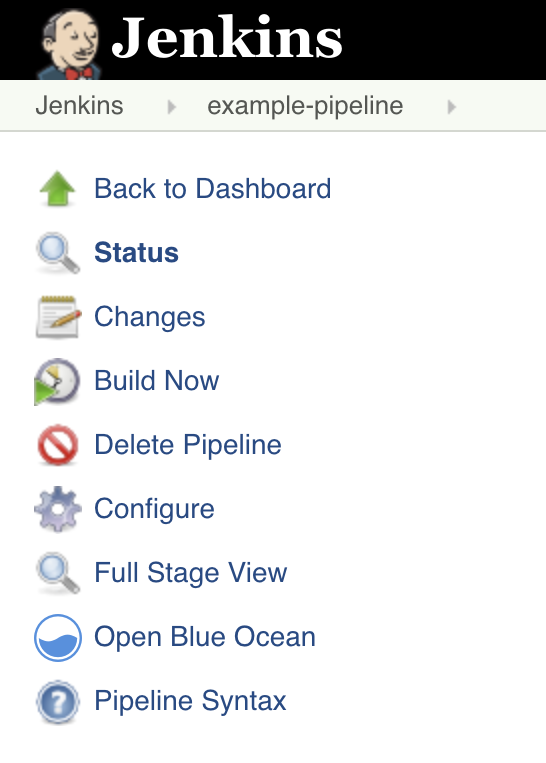 Jenkins
Jenkins example-pipeline
Back to Dashboard
Status
Changes
Build Now
Delete Pipeline
Configure
Full Stage View
Open Blue Ocean
? Pipeline Syntax